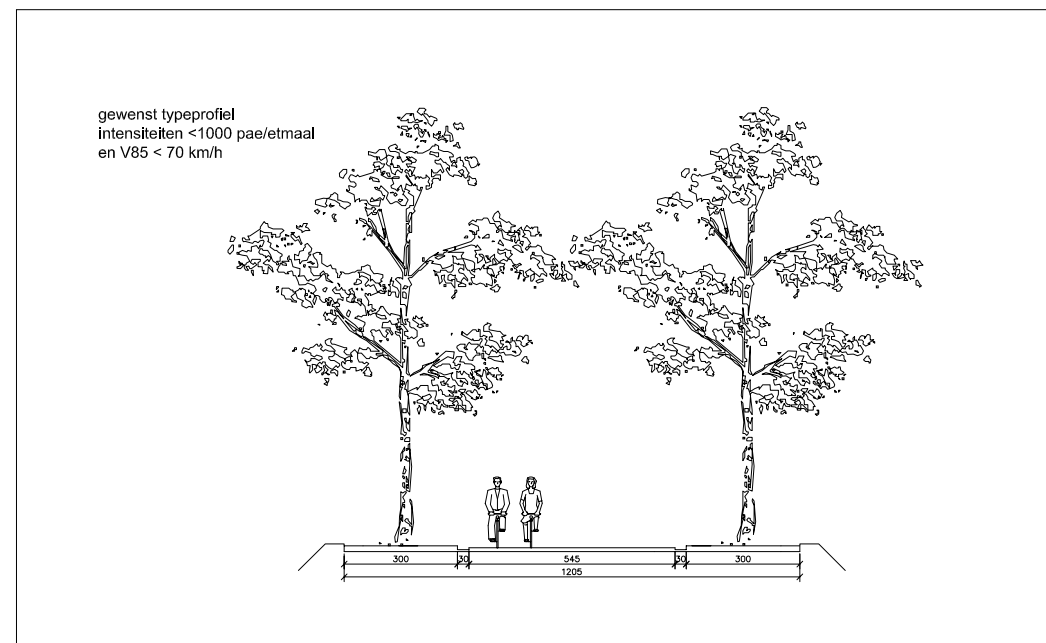 gewenst typeprofiel
intensiteiten <1000 pae/etmaal
en V85 < 70 km/h
300 30 545 30 300
1205